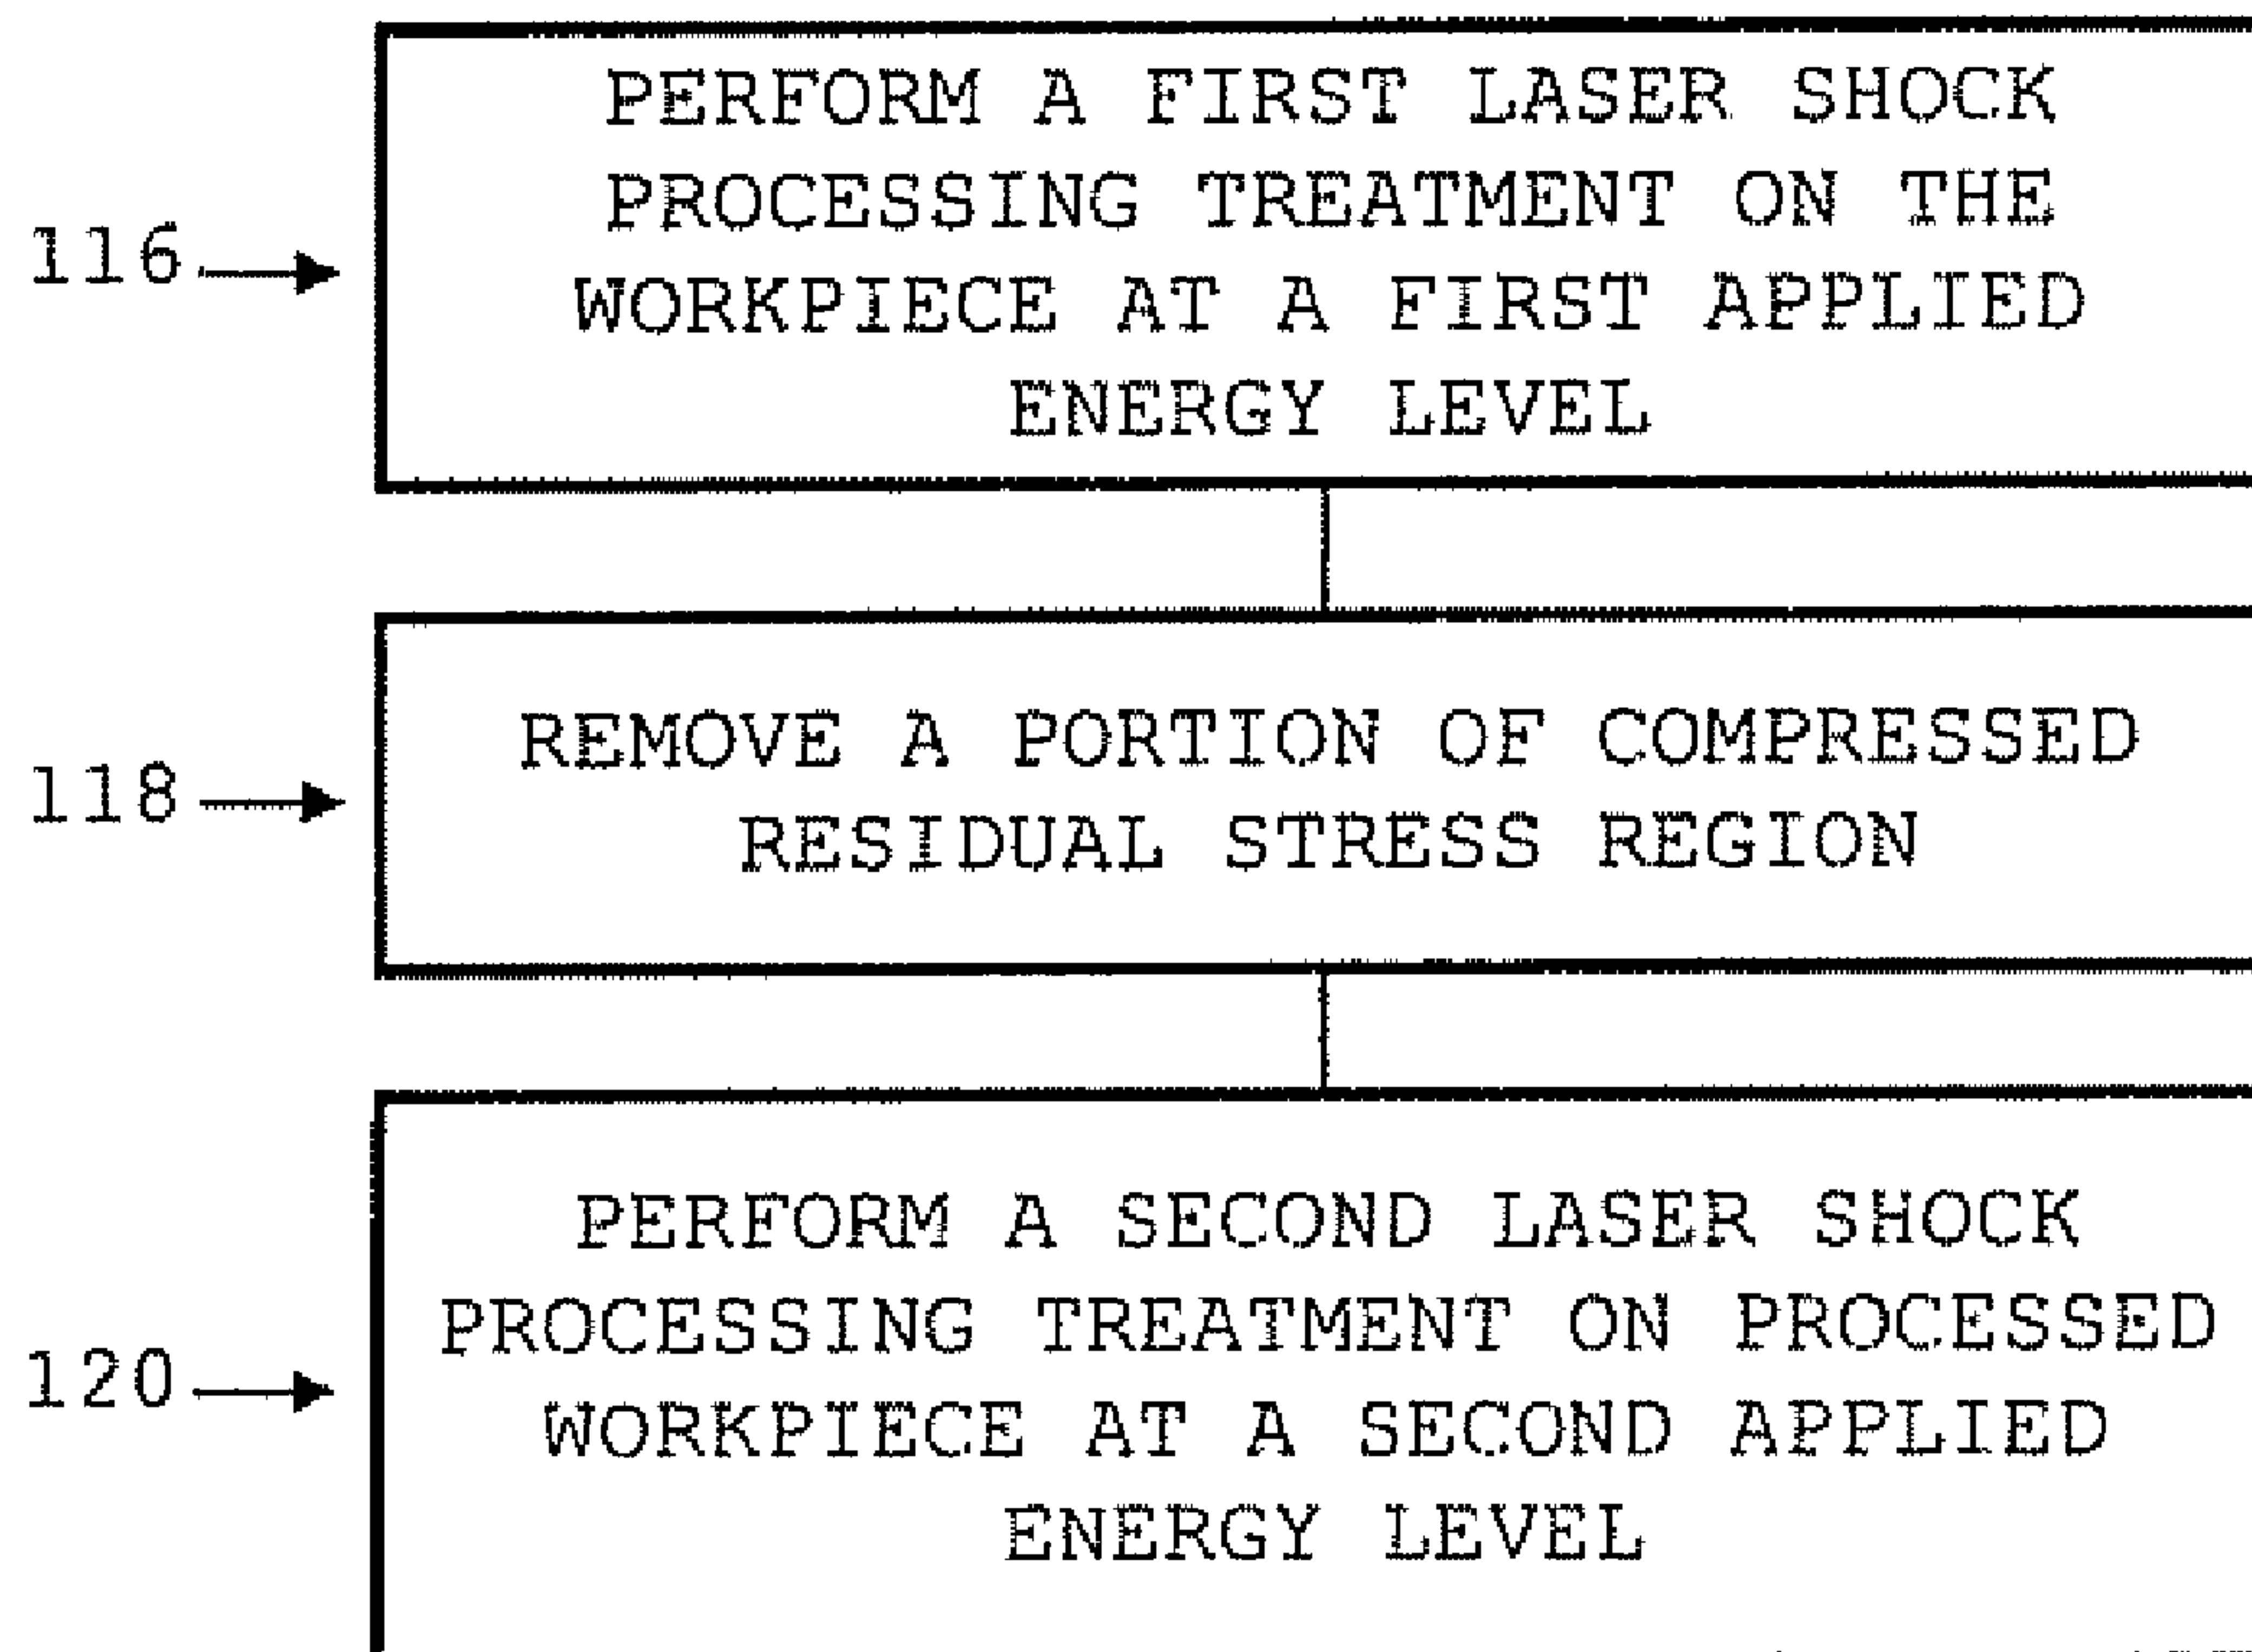 PERFORM A FIRST LASER SHOCK
PROCESSING TREATMENT ON THE
116
WORKPIECE AT A FIRST APPLIED
ENERGY LEVEL
REMOVE A PORTION OF COMPRESSED
118
RESIDUAL STRESS REGION
PERFORM A SECOND LASER SHOCK
PROCESSING TREATMENT ON PROCESSED
120
WORKPIECE AT A SECOND APPLIED
ENERGY LEVEL